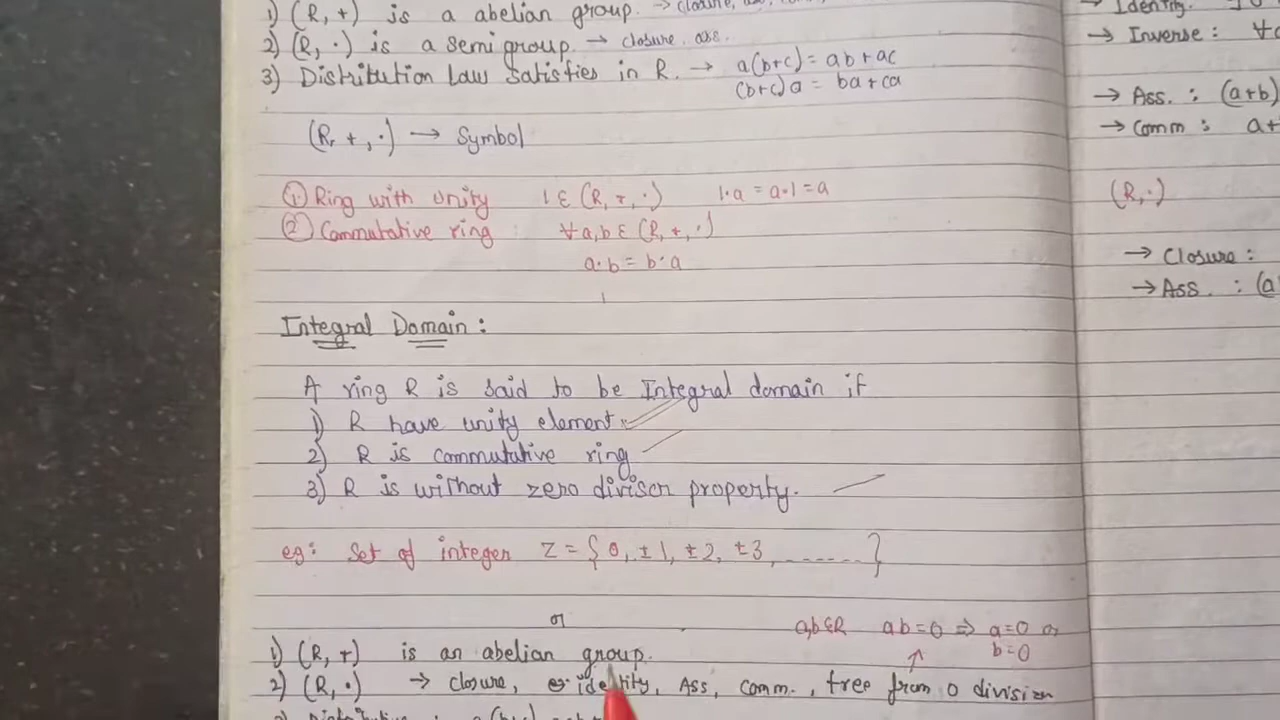 1) (R, +) is a abelian group. → closure,
2) (R, ·) is a semigroup. → closure. ass.
3) Distribution Law Satisfies in R. → a(b+c) = ab + ac
(b+c)a = ba + ca
(R, +, ·) → Symbol
① Ring with Unity 1 ∈ (R, +, ·) 1·a = a·1 = a
② Commutative ring : ∀ a,b ∈ (R, +, ·)
a·b = b·a
Integral Domain :
A ring R is said to be Integral domain if
1) R have unity element.
2) R is commutative ring
3) R is without zero divisor property.
eg: Set of integer Z = { 0, ±1, ±2, ±3, ------ }
or
a,b∈R ab=0 ⇒ a=0 or
b=0
1) (R, +) is an abelian group.
2) (R, ·) → closure, identity, Ass, Comm., free from 0 division
→ Identity.
→ Inverse : ∀
→ Ass. : (a+b)
→ Comm : a+
(R, ·)
→ Closure :
→ Ass. : (a